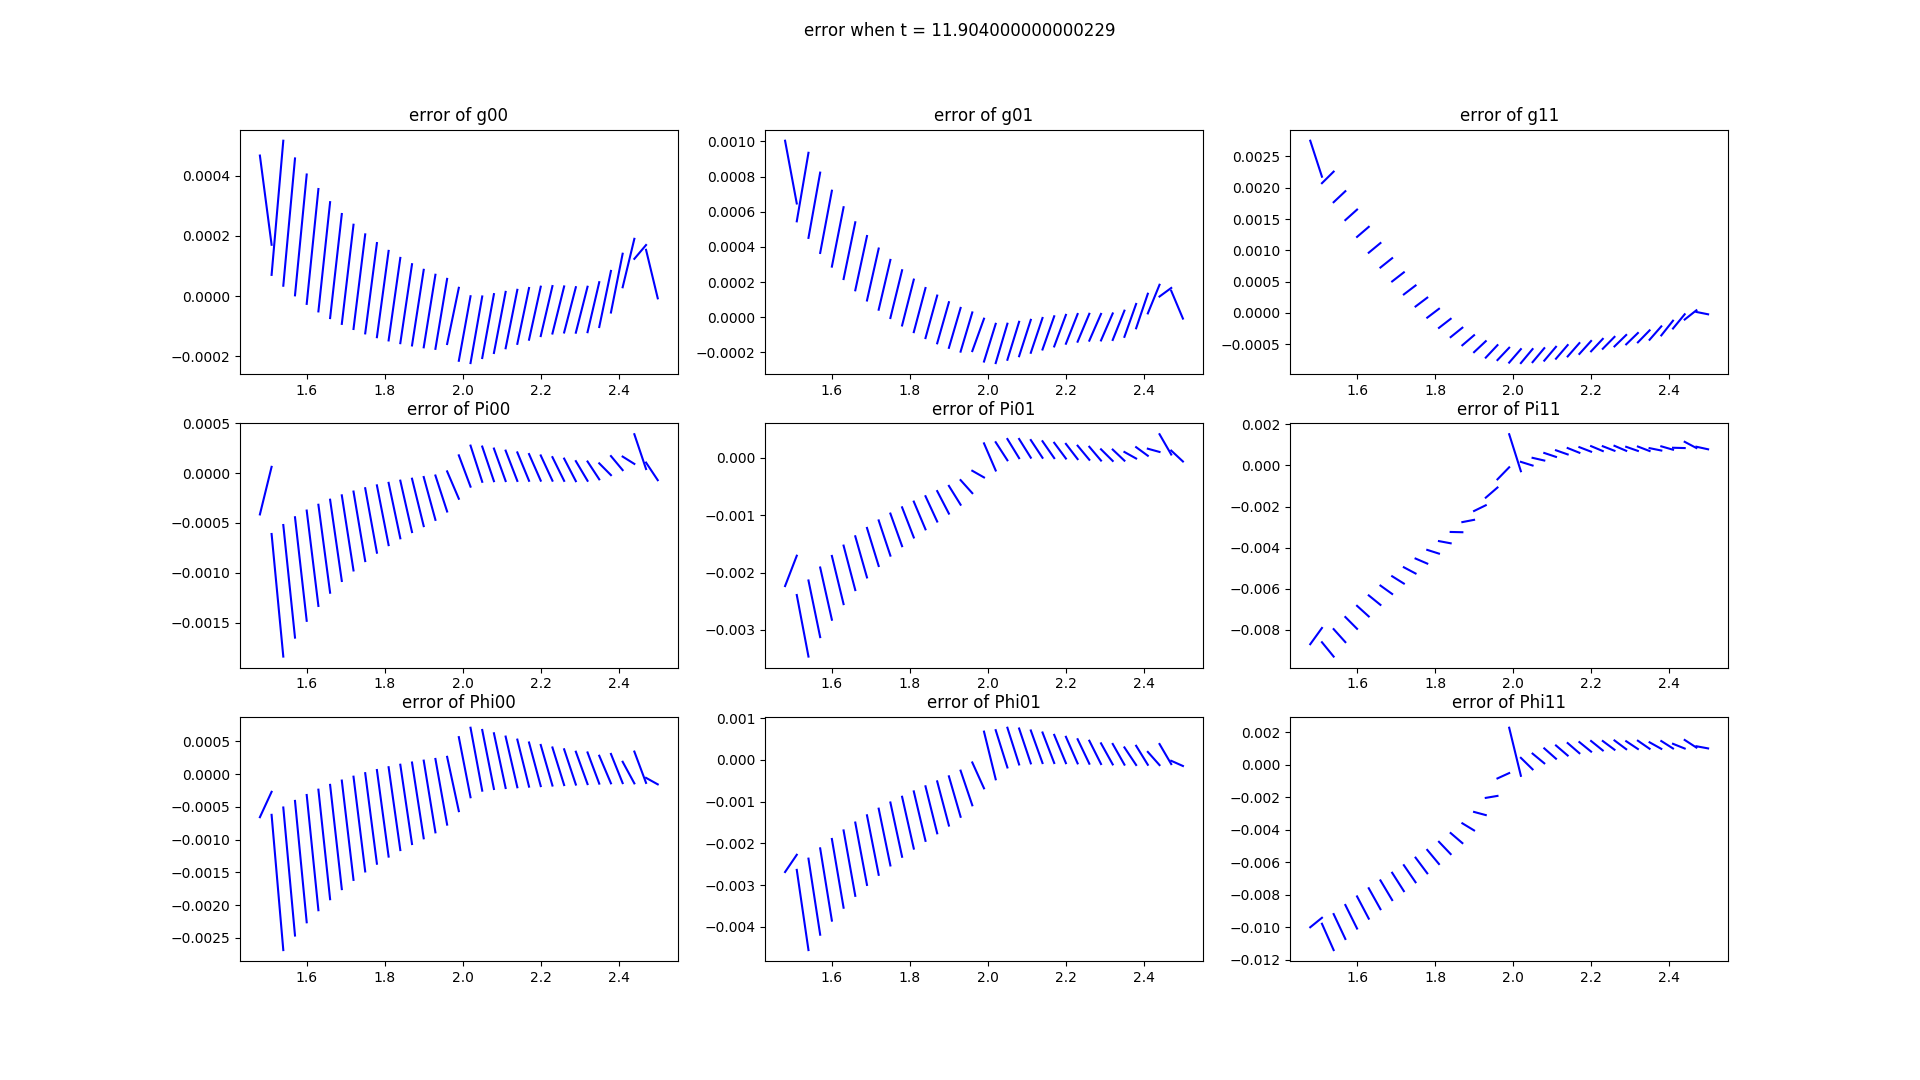 error when t = 11.904000000000229
error of g00
error of g01
error of g11
0.0004
0.0002
0.0000
−0.0002
1.6 1.8 2.0 2.2 2.4
0.0010
0.0008
0.0006
0.0004
0.0002
0.0000
−0.0002
1.6 1.8 2.0 2.2 2.4
0.0025
0.0020
0.0015
0.0010
0.0005
0.0000
−0.0005
1.6 1.8 2.0 2.2 2.4
error of Pi00
error of Pi01
error of Pi11
0.0005
0.0000
−0.0005
−0.0010
−0.0015
1.6 1.8 2.0 2.2 2.4
0.000
−0.001
−0.002
−0.003
1.6 1.8 2.0 2.2 2.4
0.002
0.000
−0.002
−0.004
−0.006
−0.008
1.6 1.8 2.0 2.2 2.4
error of Phi00
error of Phi01
error of Phi11
0.0005
0.0000
−0.0005
−0.0010
−0.0015
−0.0020
−0.0025
1.6 1.8 2.0 2.2 2.4
0.001
0.000
−0.001
−0.002
−0.003
−0.004
1.6 1.8 2.0 2.2 2.4
0.002
0.000
−0.002
−0.004
−0.006
−0.008
−0.010
−0.012
1.6 1.8 2.0 2.2 2.4